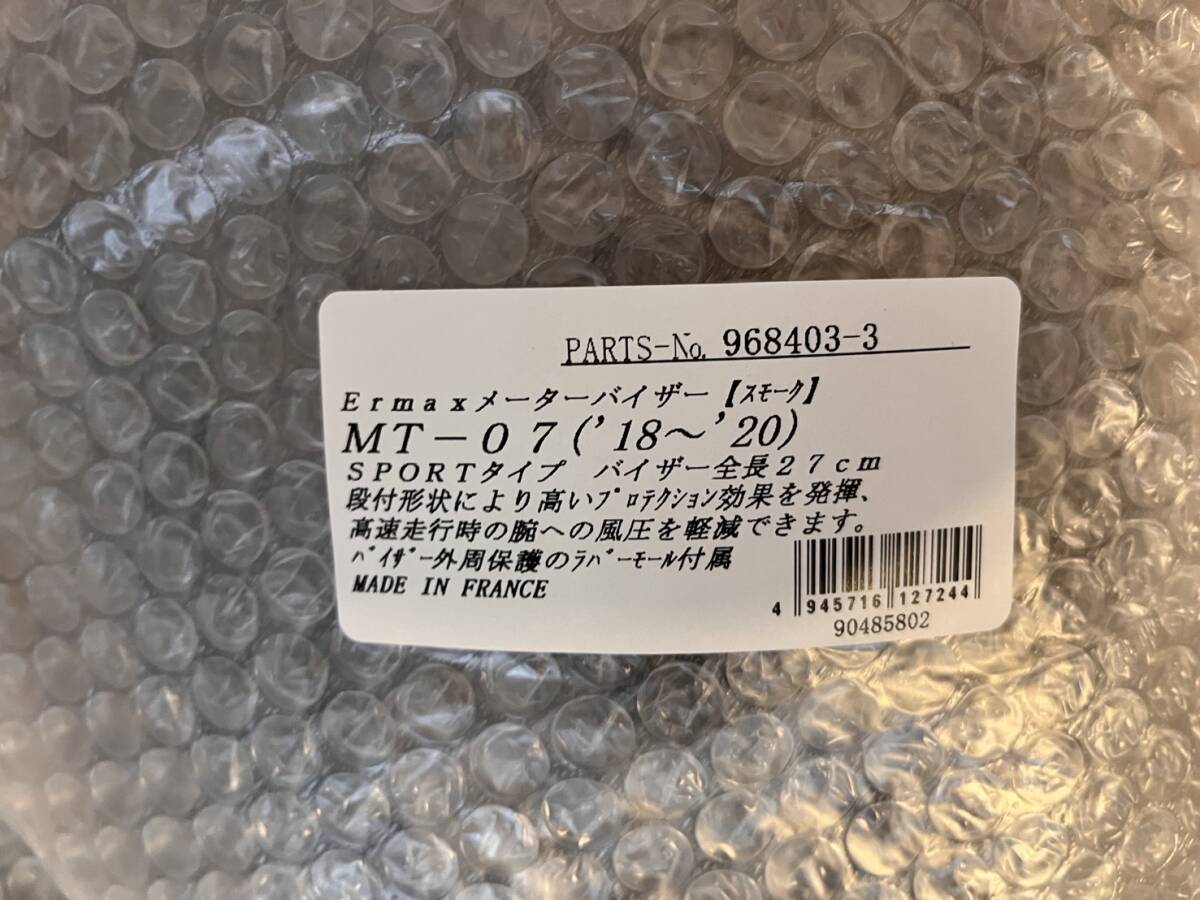 PARTS-No. 968403-3
Ermaxメーターバイザー【ｽﾓｰｸ】
MT－07('18～'20)
SPORTタイプ　バイザー全長27cm
段付形状により高いﾌﾟﾛﾃｸｼｮﾝ効果を発揮、
高速走行時の腕への風圧を軽減できます。
ﾊﾞｲｻﾞｰ外周保護のﾗﾊﾞｰﾓｰﾙ付属
MADE IN FRANCE
4 945716 127244
90485802